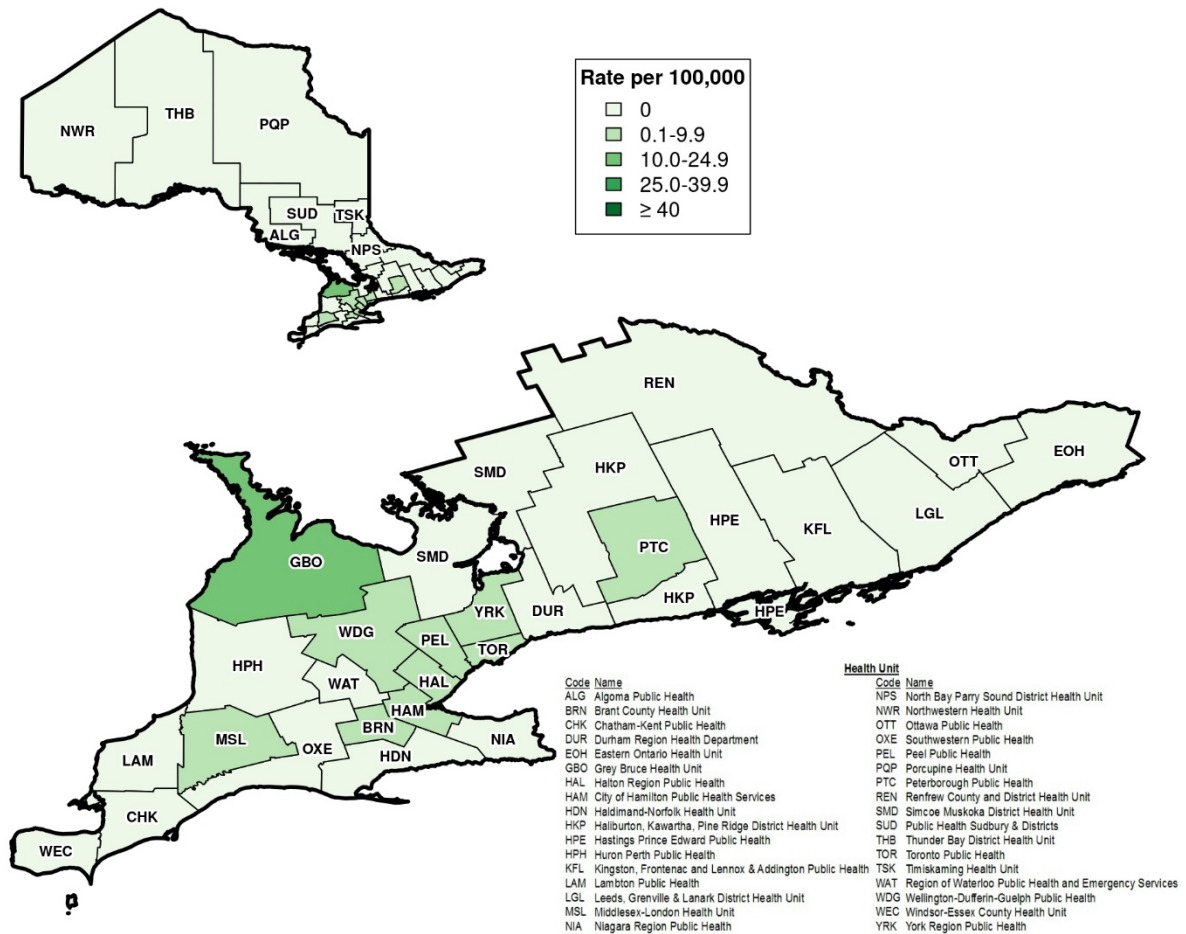 Rate per 100,000
0
0.1-9.9
10.0-24.9
25.0-39.9
≥ 40
NWR
THB
PQP
SUD
TSK
ALG
NPS
REN
SMD
HKP
OTT
EOH
HPE
LGL
KFL
PTC
GBO
SMD
HKP
HPE
YRK
DUR
WDG
PEL
TOR
HPH
WAT
HAL
HAM
BRN
MSL
OXE
NIA
HDN
LAM
CHK
WEC
Health Unit
Code Name
ALG Algoma Public Health
BRN Brant County Health Unit
CHK Chatham-Kent Public Health
DUR Durham Region Health Department
EOH Eastern Ontario Health Unit
GBO Grey Bruce Health Unit
HAL Halton Region Public Health
HAM City of Hamilton Public Health Services
HDN Haldimand-Norfolk Health Unit
HKP Haliburton, Kawartha, Pine Ridge District Health Unit
HPE Hastings Prince Edward Public Health
HPH Huron Perth Public Health
KFL Kingston, Frontenac and Lennox & Addington Public Health
LAM Lambton Public Health
LGL Leeds, Grenville & Lanark District Health Unit
MSL Middlesex-London Health Unit
NIA Niagara Region Public Health
Code Name
NPS North Bay Parry Sound District Health Unit
NWR Northwestern Health Unit
OTT Ottawa Public Health
OXE Southwestern Public Health
PEL Peel Public Health
PQP Porcupine Health Unit
PTC Peterborough Public Health
REN Renfrew County and District Health Unit
SMD Simcoe Muskoka District Health Unit
SUD Public Health Sudbury & Districts
THB Thunder Bay District Health Unit
TOR Toronto Public Health
TSK Timiskaming Health Unit
WAT Region of Waterloo Public Health and Emergency Services
WDG Wellington-Dufferin-Guelph Public Health
WEC Windsor-Essex County Health Unit
YRK York Region Public Health